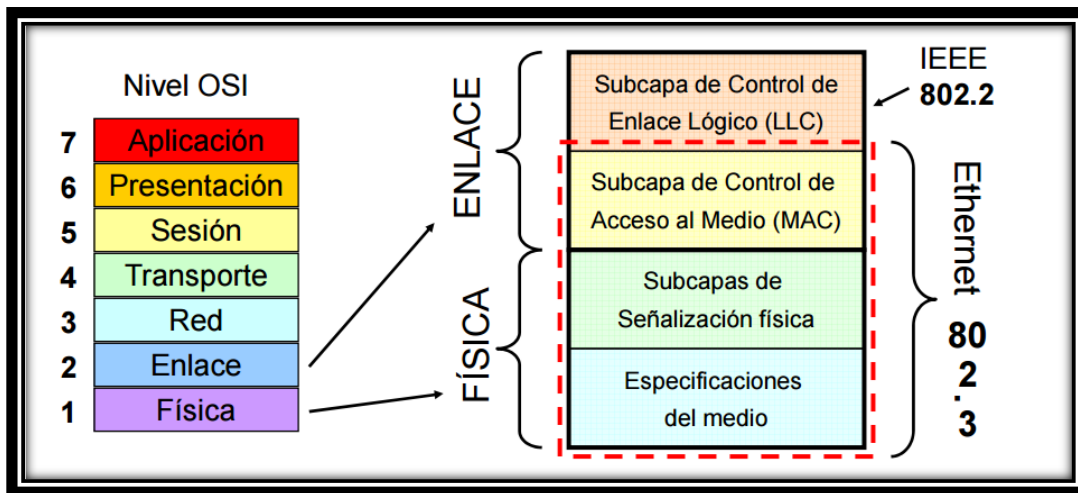 Nivel OSI
7 Aplicación
6 Presentación
5 Sesión
4 Transporte
3 Red
2 Enlace
1 Física
ENLACE
FÍSICA
Subcapa de Control de
Enlace Lógico (LLC)
Subcapa de Control de
Acceso al Medio (MAC)
Subcapas de
Señalización física
Especificaciones
del medio
IEEE
802.2
Ethernet
80
2
.
3